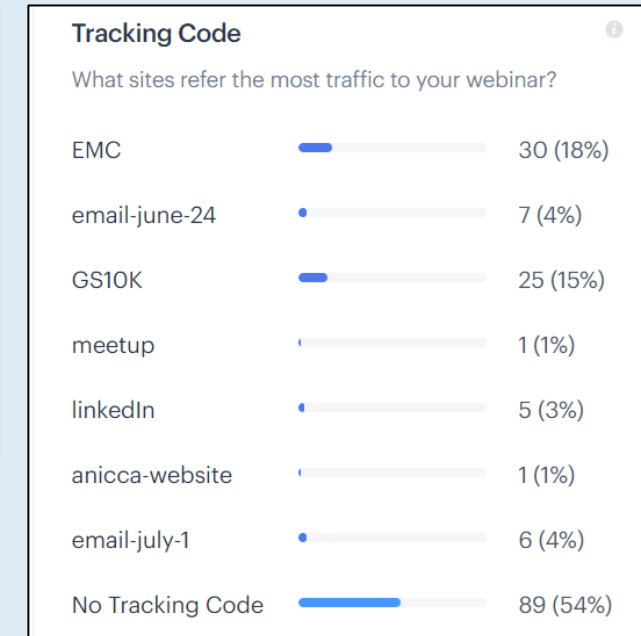 Tracking Code
What sites refer the most traffic to your webinar?
EMC 30 (18%)
email-june-24 7 (4%)
GS10K 25 (15%)
meetup 1 (1%)
linkedIn 5 (3%)
anicca-website 1 (1%)
email-july-1 6 (4%)
No Tracking Code 89 (54%)